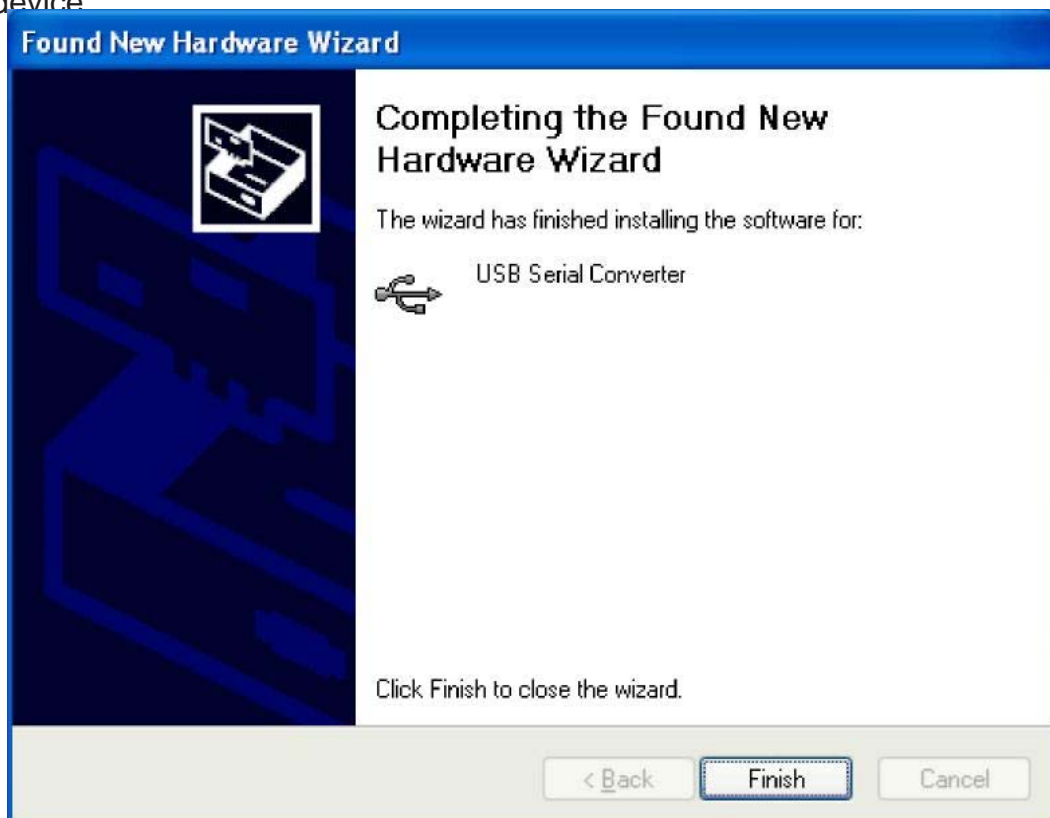 device
Found New Hardware Wizard
Completing the Found New
Hardware Wizard
The wizard has finished installing the software for:
USB Serial Converter
Click Finish to close the wizard.
< Back
Finish
Cancel